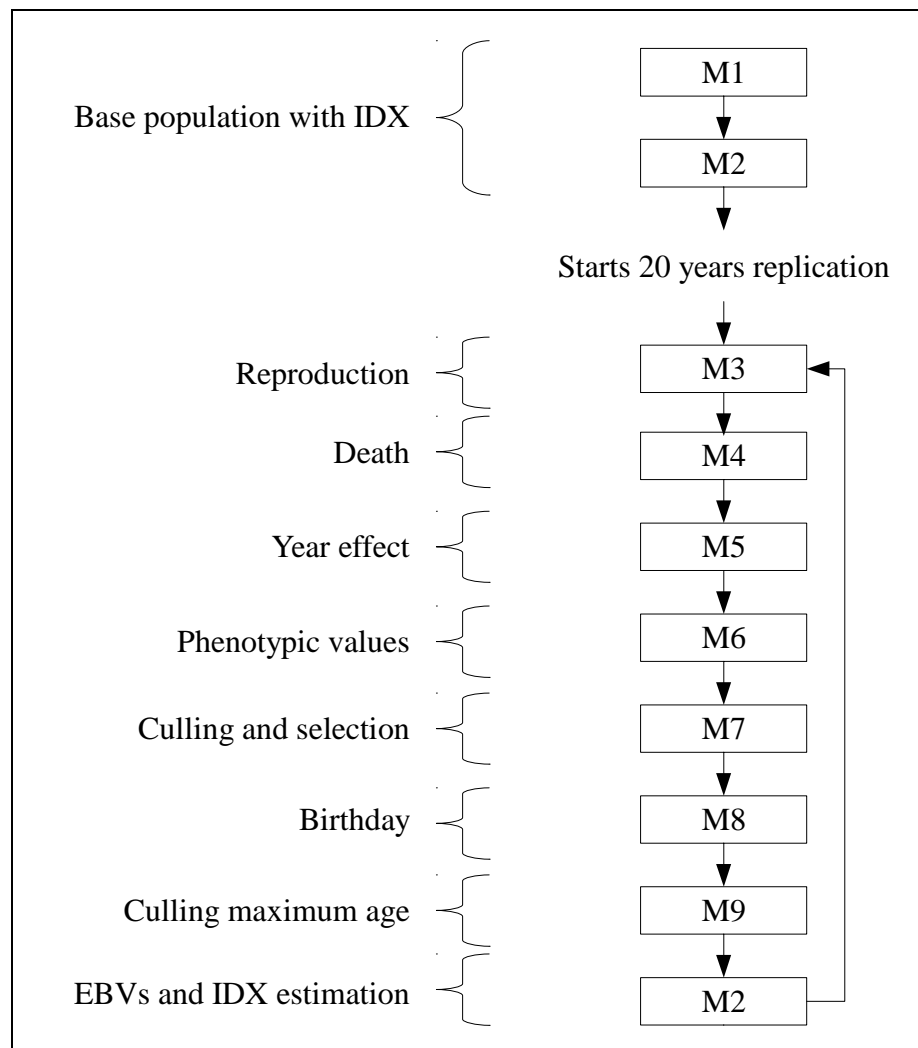 M1
Base population with IDX
M2
Starts 20 years replication
Reproduction M3
Death M4
Year effect M5
Phenotypic values M6
Culling and selection M7
Birthday M8
Culling maximum age M9
EBVs and IDX estimation M2